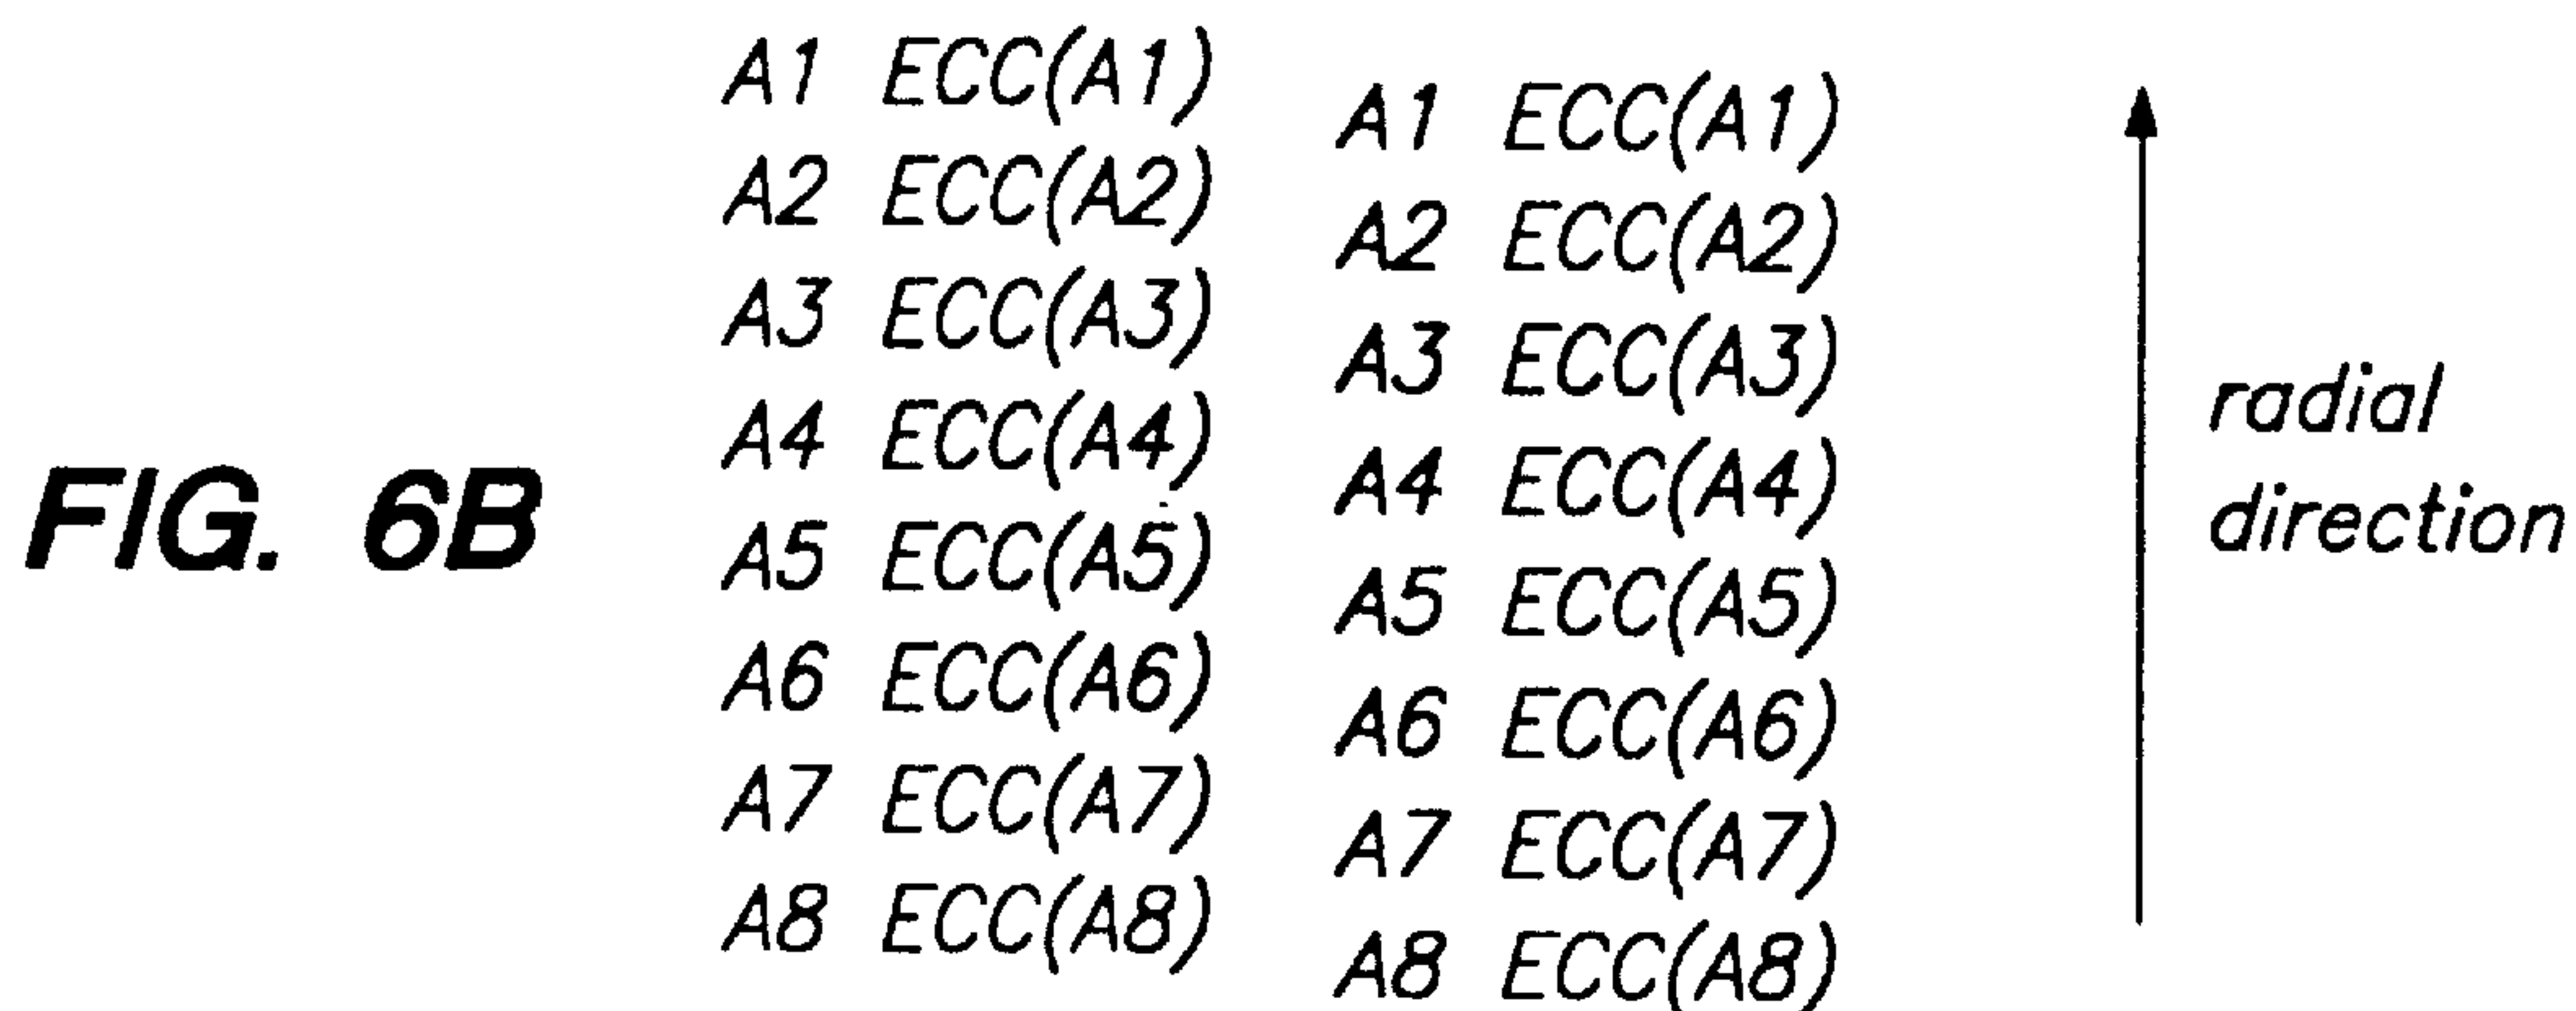 A1 ECC(A1)
A2 ECC(A2)
A3 ECC(A3)
A4 ECC(A4)
A5 ECC(A5)
A6 ECC(A6)
A7 ECC(A7)
A8 ECC(A8)
A1 ECC(A1)
A2 ECC(A2)
A3 ECC(A3)
A4 ECC(A4)
A5 ECC(A5)
A6 ECC(A6)
A7 ECC(A7)
A8 ECC(A8)
radial
direction
FIG. 6B